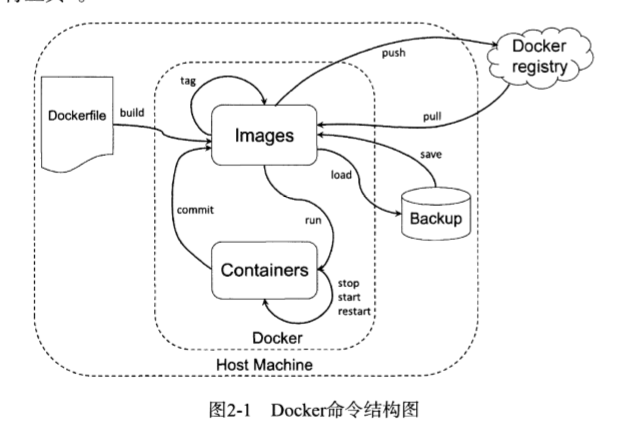 Docker
registry
push
tag
Dockerfile
build
Images
pull
save
load
commit
run
Backup
Containers
stop
start
restart
Docker
Host Machine
图2-1 Docker命令结构图